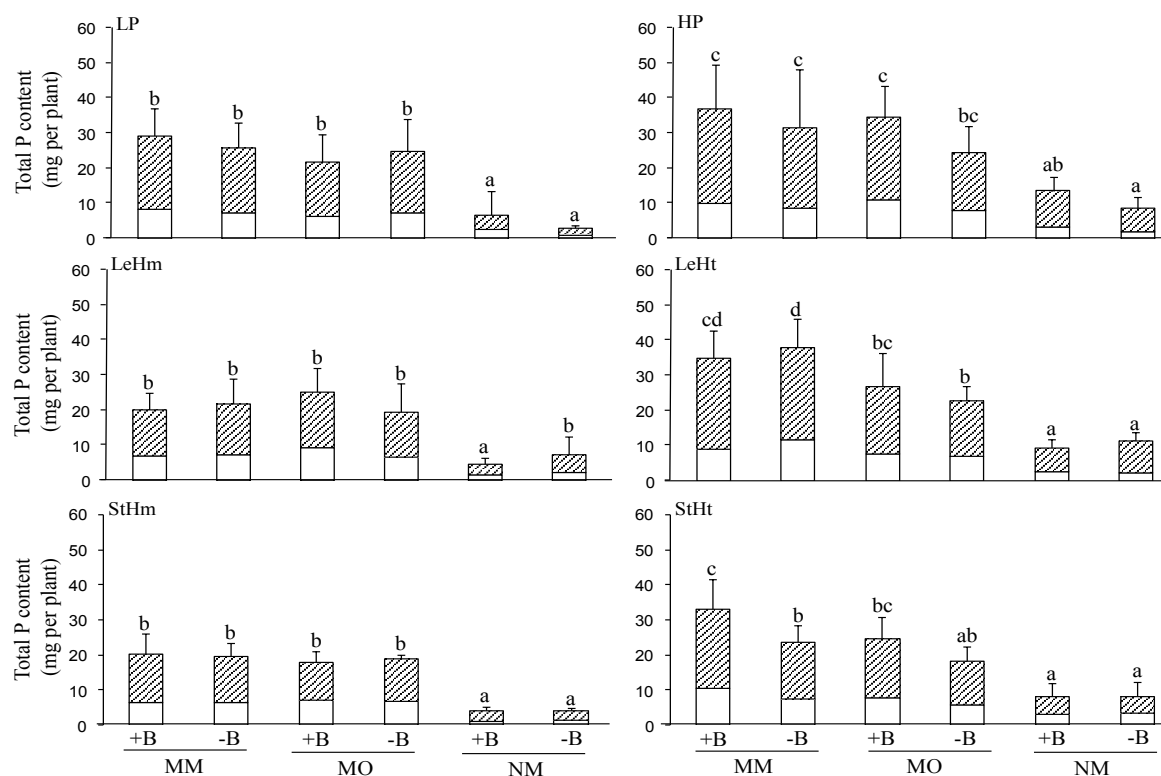 LP
Total P content
(mg per plant)
60
50
40
30
20
10
0
b b b b a a
HP
60
50
40
30
20
10
0
c c c bc ab a
LeHm
Total P content
(mg per plant)
60
50
40
30
20
10
0
b b b b a b
LeHt
60
50
40
30
20
10
0
cd d bc b a a
StHm
Total P content
(mg per plant)
60
50
40
30
20
10
0
b b b b a a
+B -B +B -B +B -B
MM MO NM
StHt
60
50
40
30
20
10
0
c b bc ab a a
+B -B +B -B +B -B
MM MO NM